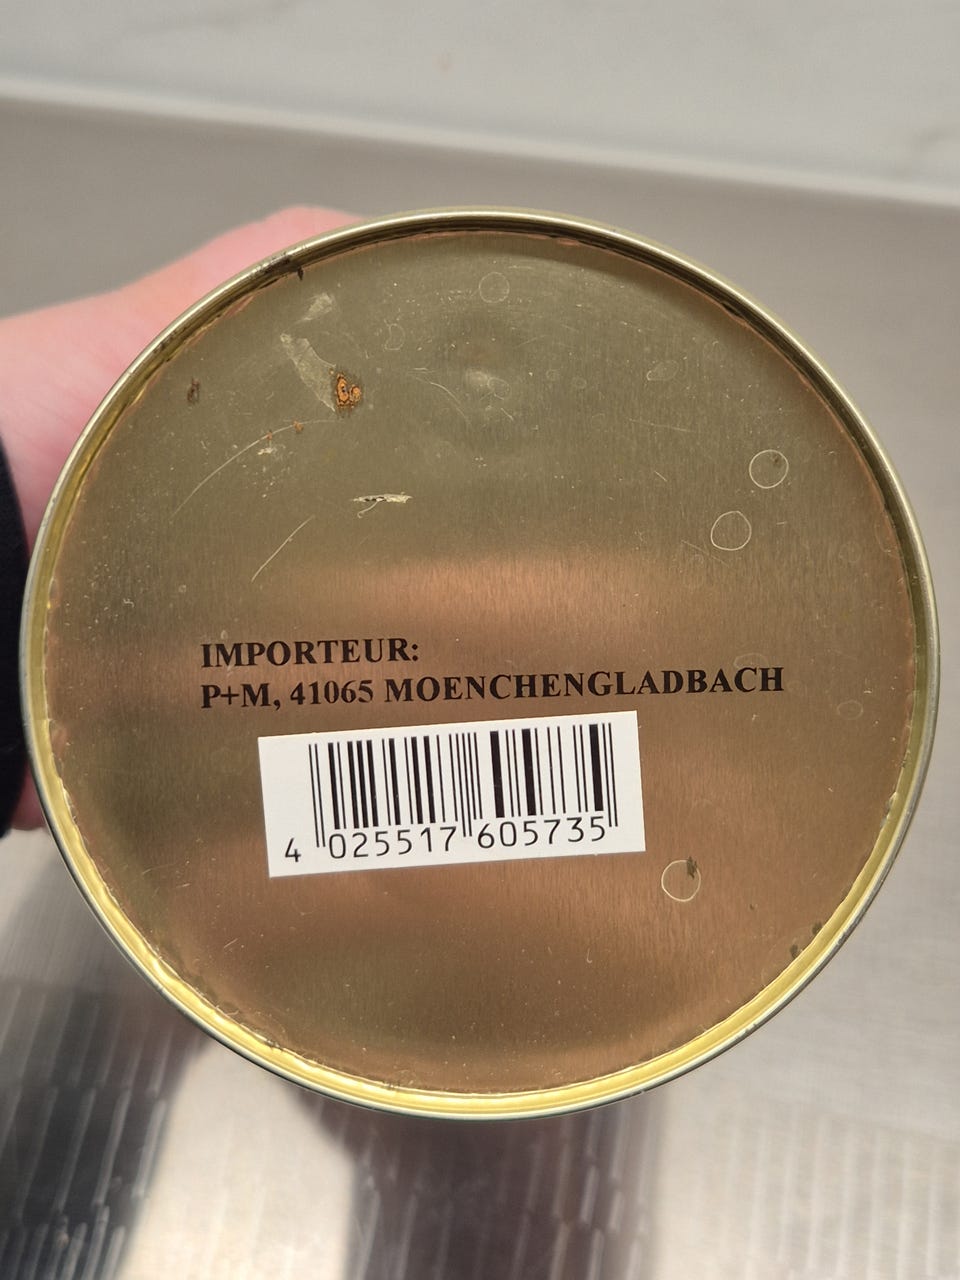 IMPORTEUR:
P+M, 41065 MOENCHENGLADBACH
4 025517 605735